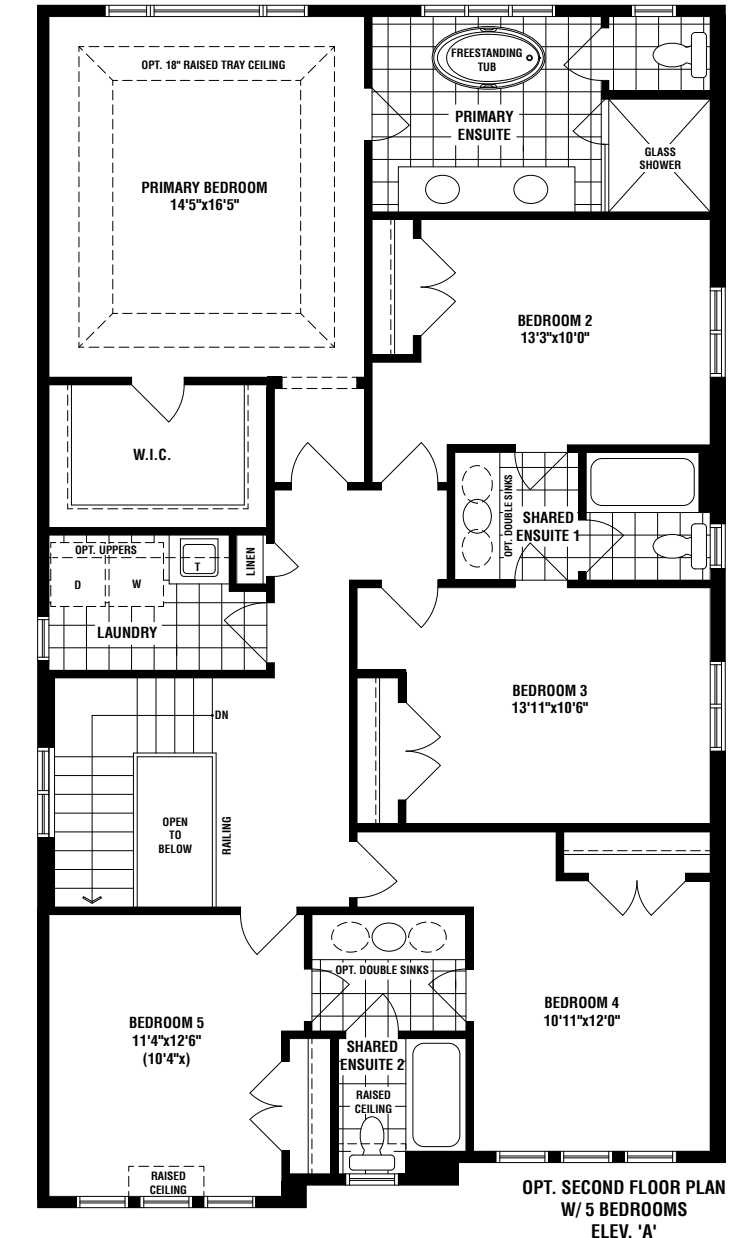 OPT. 18" RAISED TRAY CEILING
PRIMARY BEDROOM
14'5"x16'5"
FREESTANDING
TUB
PRIMARY
ENSUITE
GLASS
SHOWER
BEDROOM 2
13'3"x10'0"
W.I.C.
OPT. DOUBLE SINKS
SHARED
ENSUITE 1
OPT. UPPERS
D
W
T
LINEN
LAUNDRY
BEDROOM 3
13'11"x10'6"
DN
OPEN
TO
BELOW
RAILING
OPT. DOUBLE SINKS
BEDROOM 4
10'11"x12'0"
BEDROOM 5
11'4"x12'6"
(10'4"x)
SHARED
ENSUITE 2
RAISED
CEILING
RAISED
CEILING
OPT. SECOND FLOOR PLAN
W/ 5 BEDROOMS
ELEV. 'A'